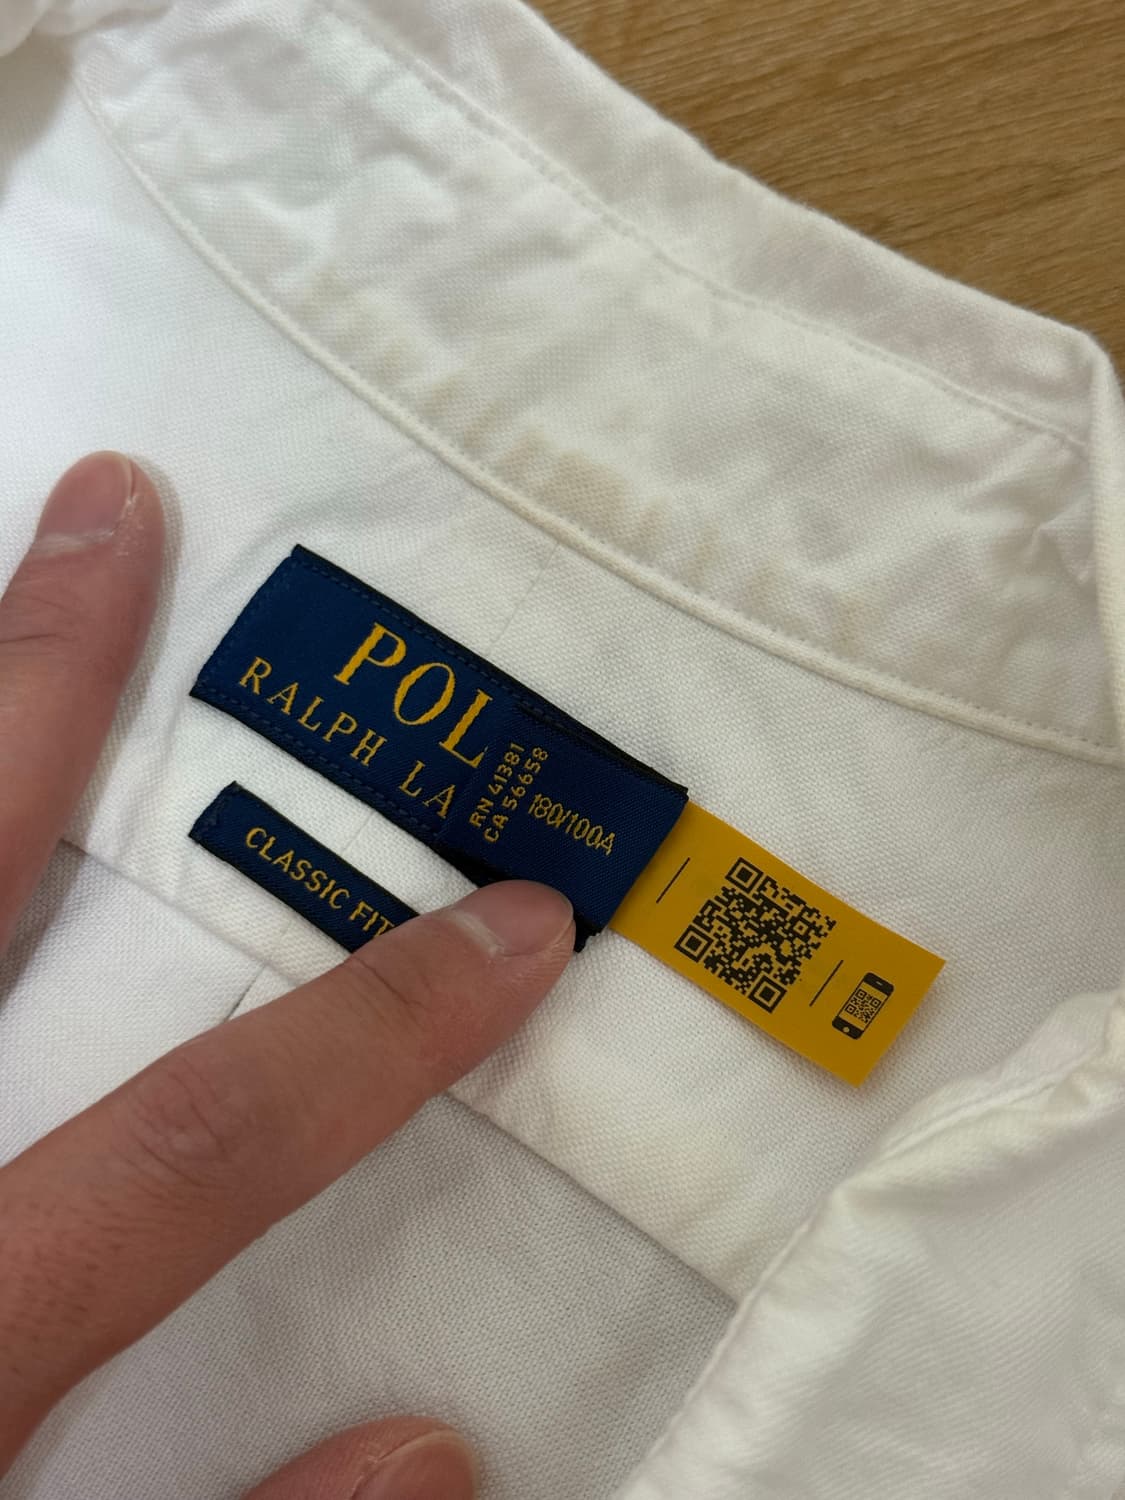 POL
RALPH LA
RN 41381
CA 56658
180/100A
CLASSIC FIT